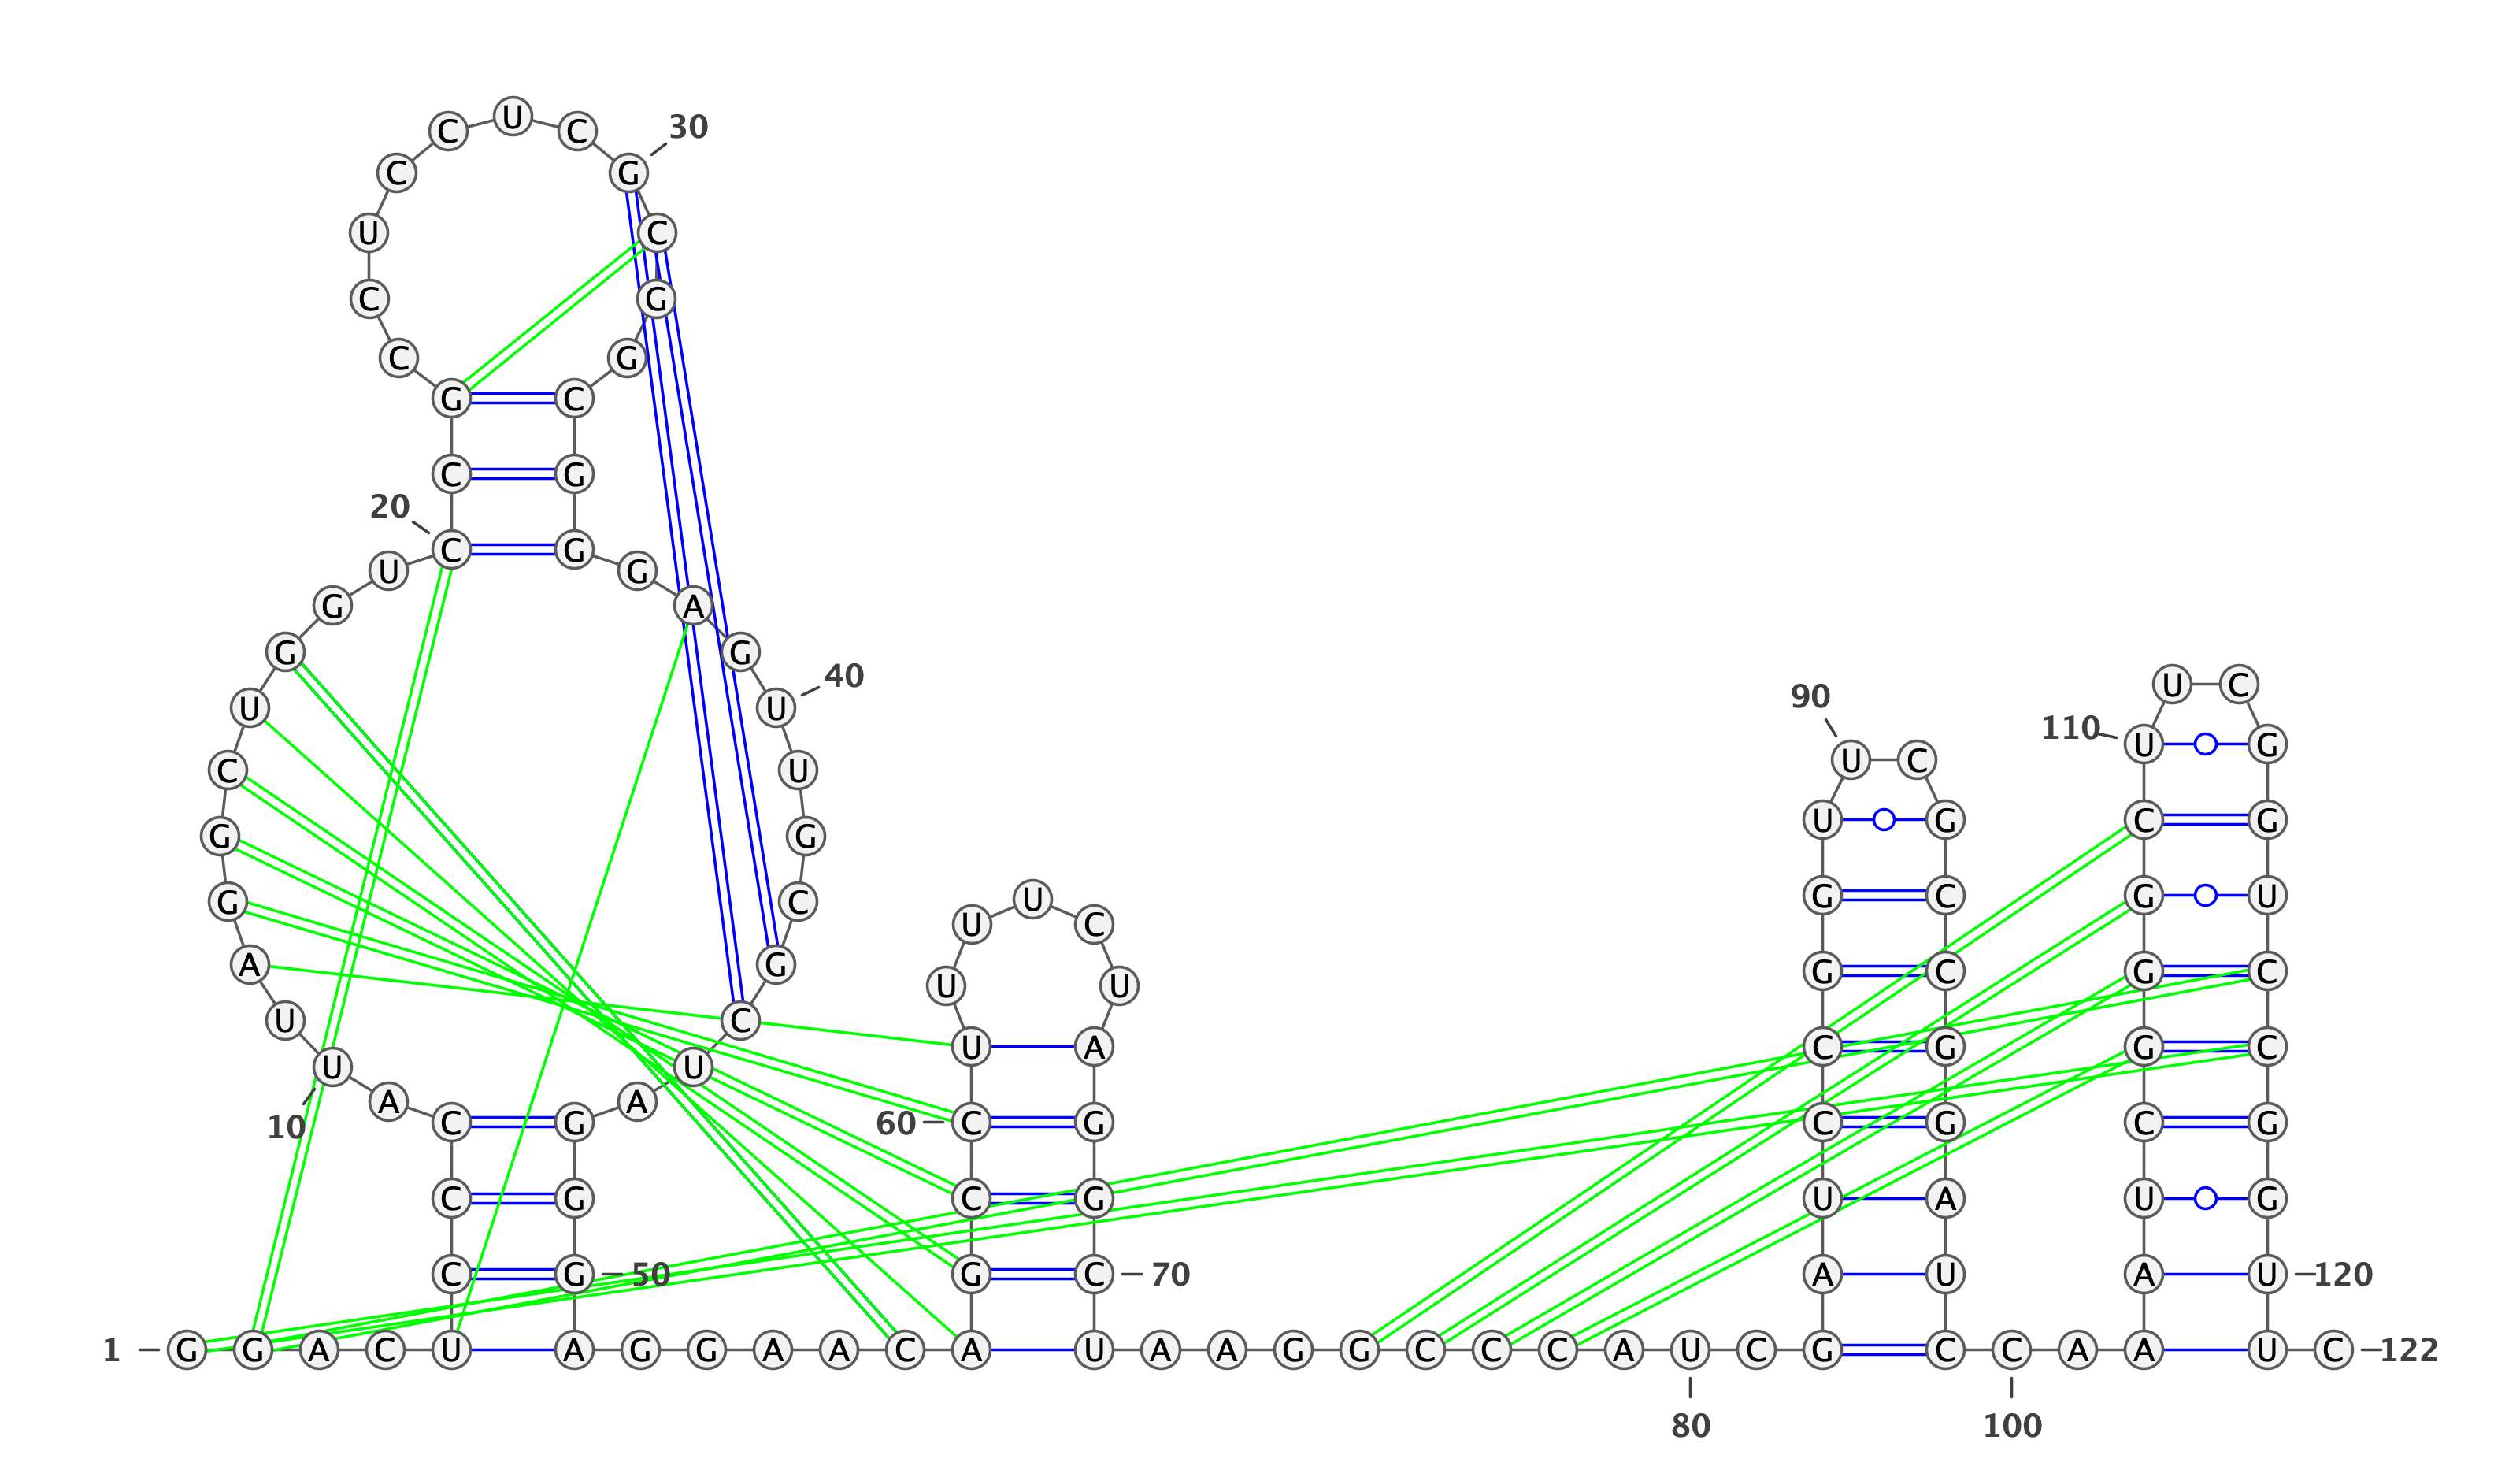 U
C C 30
C G
U C
C G
C G
G C
C G
20
C G
U G
G A
G G
40
U C
90
U U
110 U G
U C
C U
U G C G
G G
G C G U
U
G C
U C
A G
G C G C
U U
U C
U A C G G C
U U
A A
C G 60 C G C G C G
10
C G C G U A U G
C G 50 G C 70 A U A U 120
1 G G A C U A G G A A C A U A A G G C C C A U C G C C A A U C 122
80 100